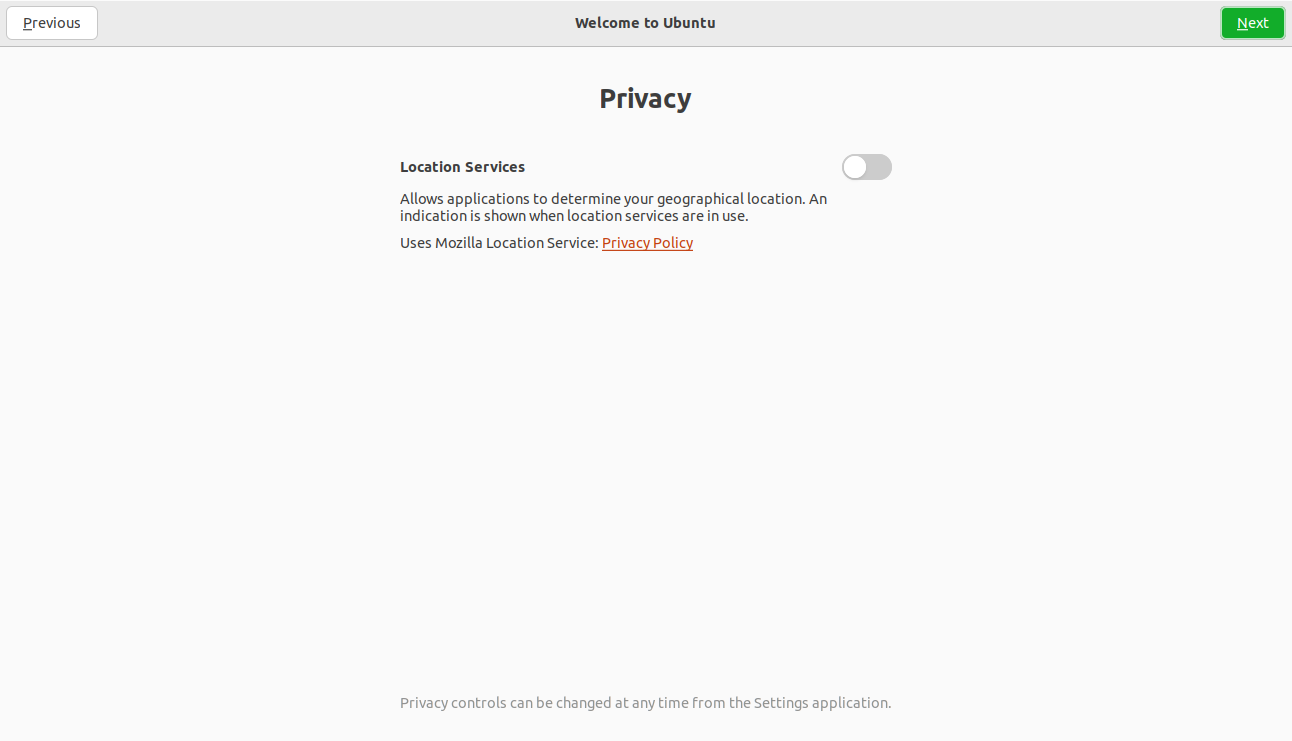 Previous
Welcome to Ubuntu
Next
Privacy
Location Services
Allows applications to determine your geographical location. An
indication is shown when location services are in use.
Uses Mozilla Location Service: Privacy Policy
Privacy controls can be changed at any time from the Settings application.